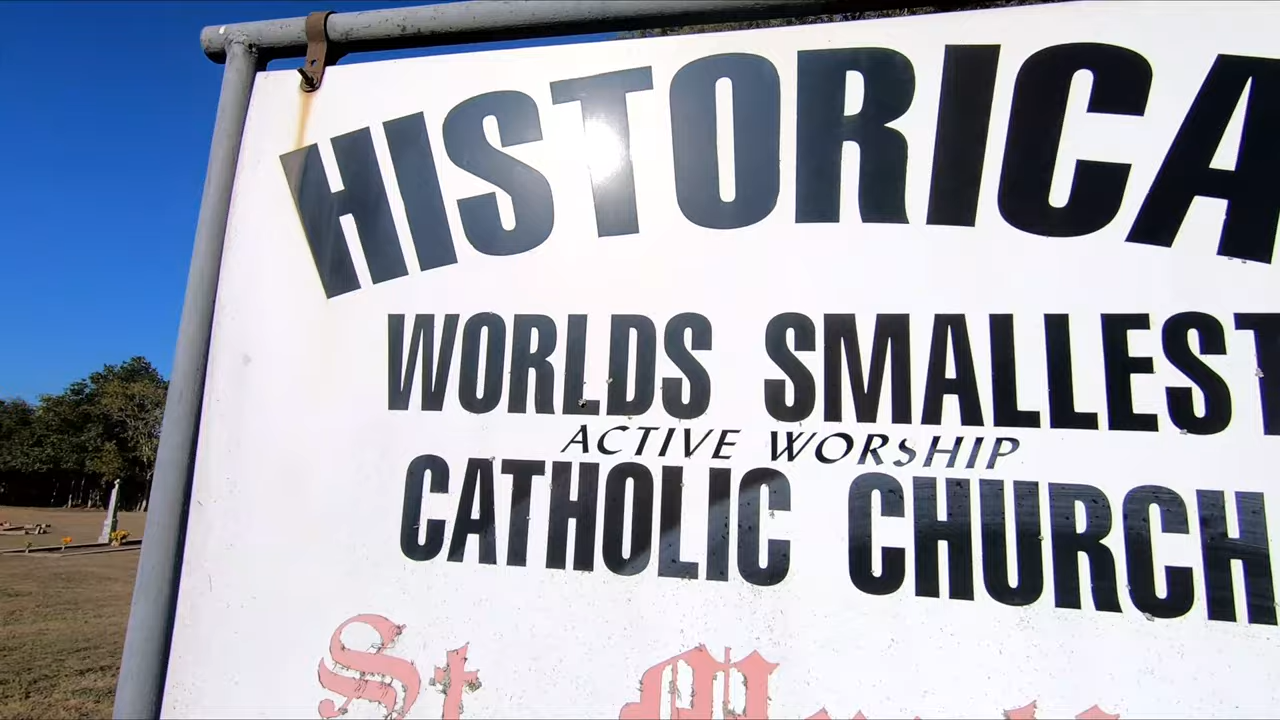 HISTORICA
WORLDS SMALLEST
ACTIVE WORSHIP
CATHOLIC CHURCH
St